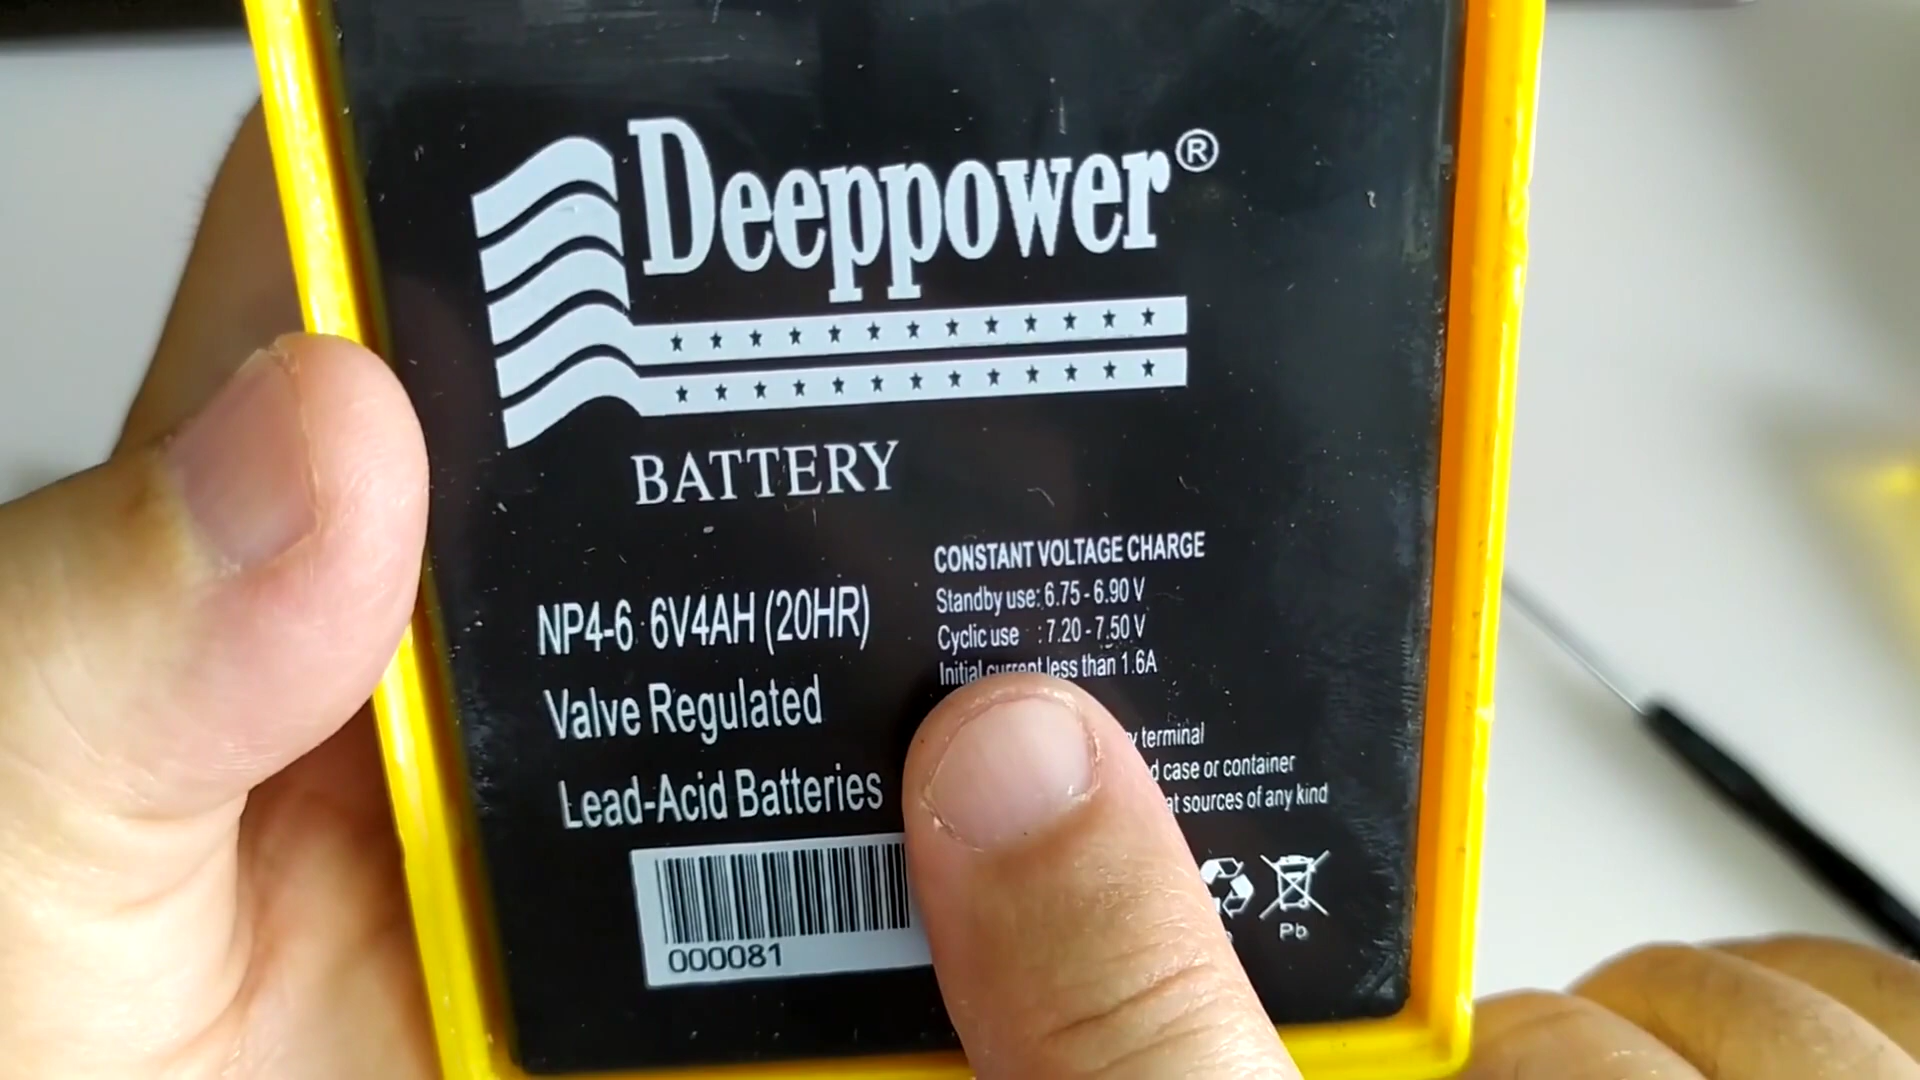 Deeppower®
BATTERY
CONSTANT VOLTAGE CHARGE
Standby use: 6.75 - 6.90 V
Cyclic use : 7.20 - 7.50 V
Initial current less than 1.6A
NP4-6 6V4AH (20HR)
Valve Regulated
Lead-Acid Batteries
terminal
case or container
sources of any kind
000081
Pb